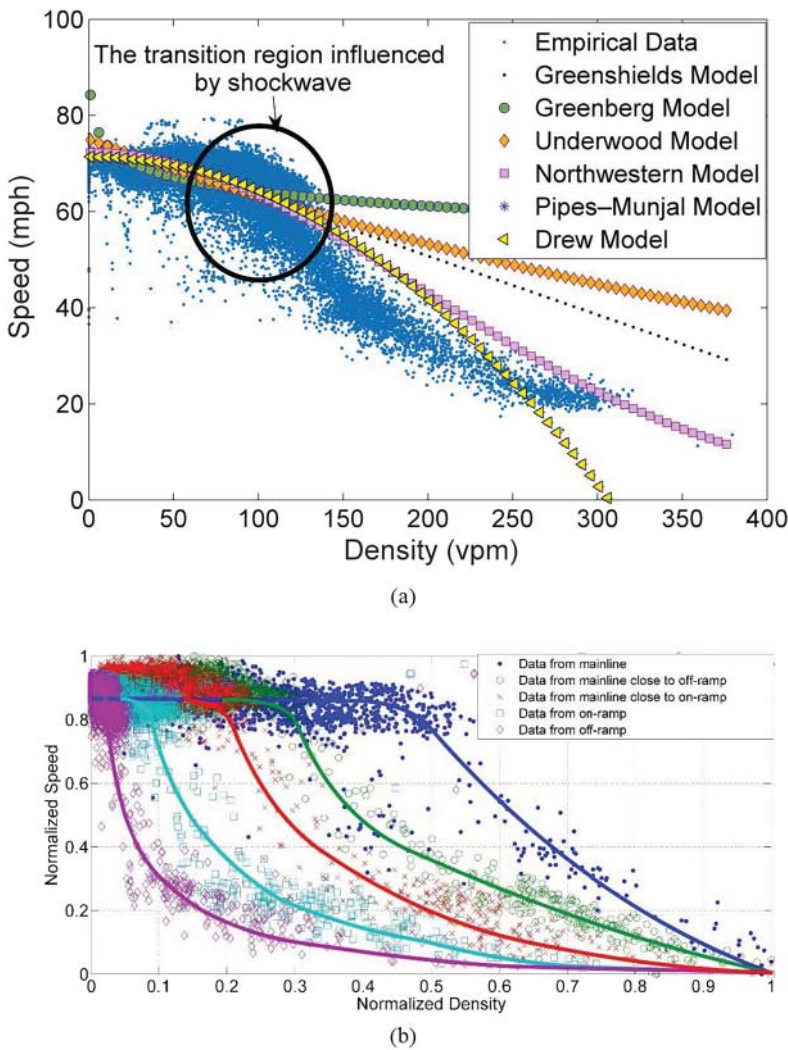 100
80
60
40
20
0
Speed (mph)
The transition region influenced
by shockwave
Empirical Data
Greenshields Model
Greenberg Model
Underwood Model
Northwestern Model
Pipes–Munjal Model
Drew Model
0 50 100 150 200 250 300 350 400
Density (vpm)
(a)
1
0.8
0.6
0.4
0.2
0
Normalized Speed
Data from mainline
Data from mainline close to off-ramp
Data from mainline close to on-ramp
Data from on-ramp
Data from off-ramp
0 0.1 0.2 0.3 0.4 0.5 0.6 0.7 0.8 0.9 1
Normalized Density
(b)